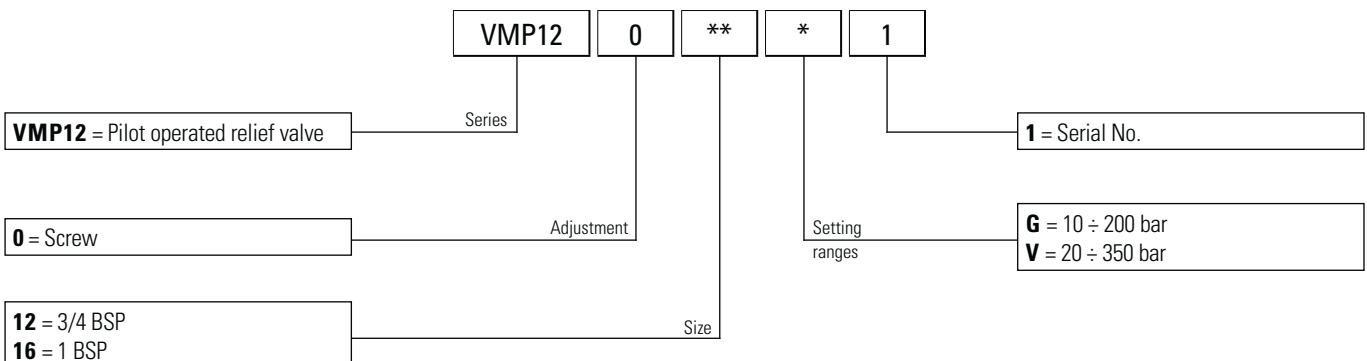 VMP12 0 ** * 1
Series
VMP12 = Pilot operated relief valve
1 = Serial No.
Adjustment
0 = Screw
Setting
ranges
G = 10 ÷ 200 bar
V = 20 ÷ 350 bar
12 = 3/4 BSP
16 = 1 BSP
Size